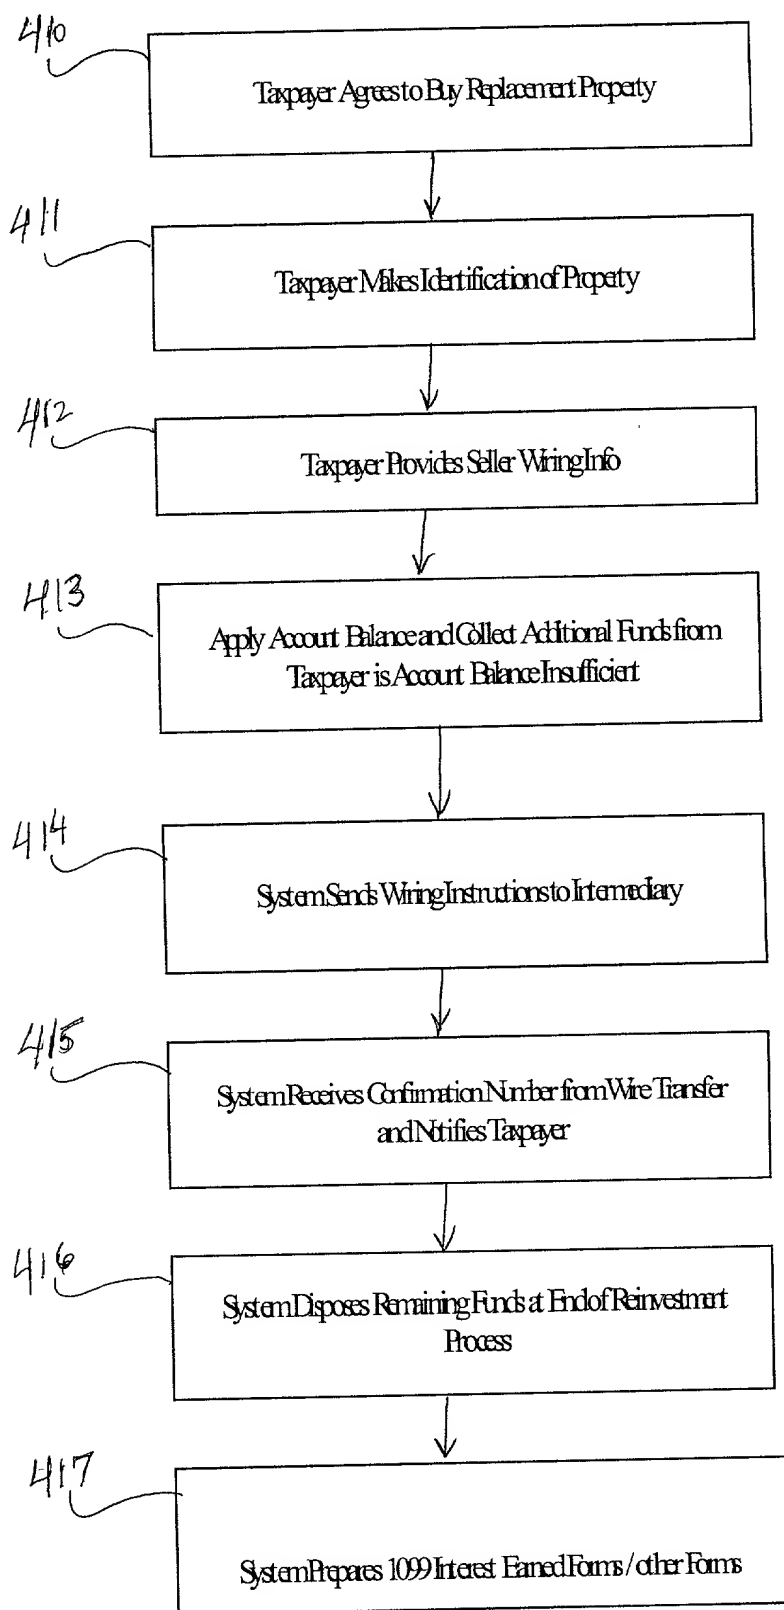 410
Taxpayer Agrees to Buy Replacement Property
411
Taxpayer Makes Identification of Property
412
Taxpayer Provides Seller Wiring Info
413
Apply Account Balance and Collect Additional Funds from
Taxpayer is Account Balance Insufficient
414
System Sends Wiring Instructions to Intermediary
415
System Receives Confirmation Number from Wire Transfer
and Notifies Taxpayer
416
System Disposes Remaining Funds at End of Reinvestment
Process
417
System Prepares 1099 Interest Earned Forms / other Forms